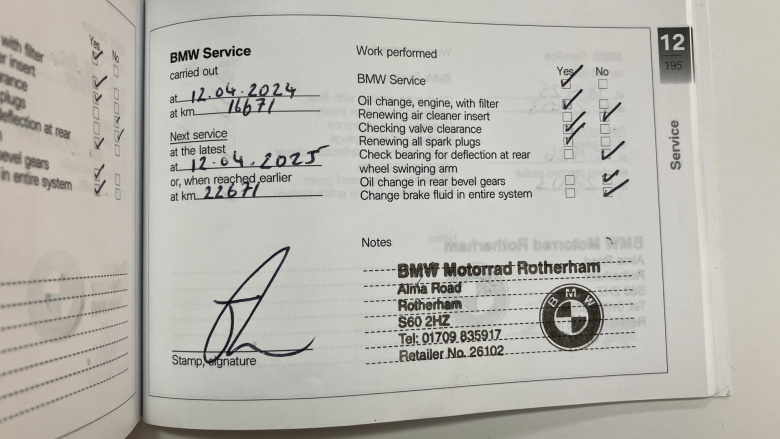 with filter
Yes
No
insert
plugs
deflection at rear
bevel gears
in entire system
BMW Service
carried out
at 12.04.2024
at km 16671
Next service
at the latest
at 12.04.2025
or, when reached earlier
at km 22671
Stamp, signature
Work performed
Yes No
BMW Service
Oil change, engine, with filter
Renewing air cleaner insert
Checking valve clearance
Renewing all spark plugs
Check bearing for deflection at rear
wheel swinging arm
Oil change in rear bevel gears
Change brake fluid in entire system
Notes
BMW Motorrad Rotherham
Alma Road
Rotherham
S60 2HZ
Tel: 01709 835917
Retailer No. 26102
BMW
12
195
Service